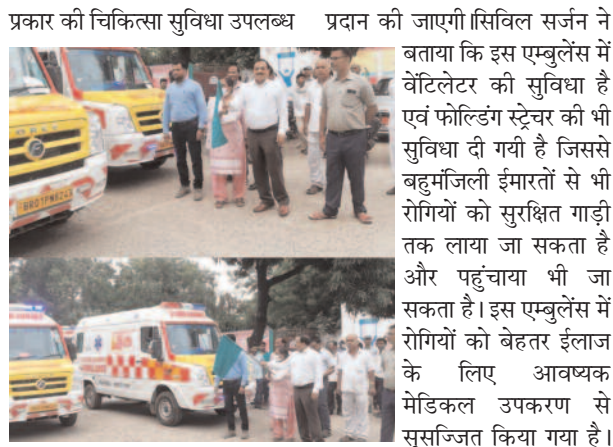 प्रकार की चिकित्सा सुविधा उपलब्ध
प्रदान की जाएगी।सिविल सर्जन ने
बताया कि इस एम्बुलेंस में
वेंटिलेटर की सुविधा है
एवं फोल्डिंग स्ट्रेचर की भी
सुविधा दी गयी है जिससे
बहुमंजिली ईमारतों से भी
रोगियों को सुरक्षित गाड़ी
तक लाया जा सकता है
और पहुंचाया भी जा
सकता है। इस एम्बुलेंस में
रोगियों को बेहतर ईलाज
के लिए आवष्यक
मेडिकल उपकरण से
सुसज्जित किया गया है।